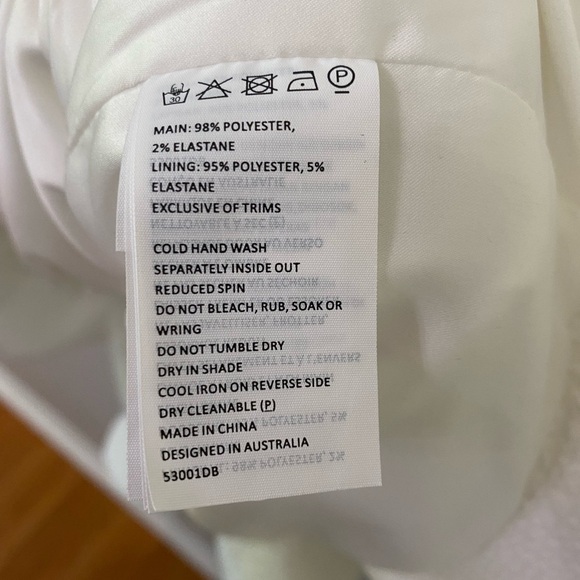 30 P
MAIN: 98% POLYESTER,
2% ELASTANE
LINING: 95% POLYESTER, 5%
ELASTANE
EXCLUSIVE OF TRIMS
COLD HAND WASH
SEPARATELY INSIDE OUT
REDUCED SPIN
DO NOT BLEACH, RUB, SOAK OR
WRING
DO NOT TUMBLE DRY
DRY IN SHADE
COOL IRON ON REVERSE SIDE
DRY CLEANABLE (P)
MADE IN CHINA
DESIGNED IN AUSTRALIA
53001DB